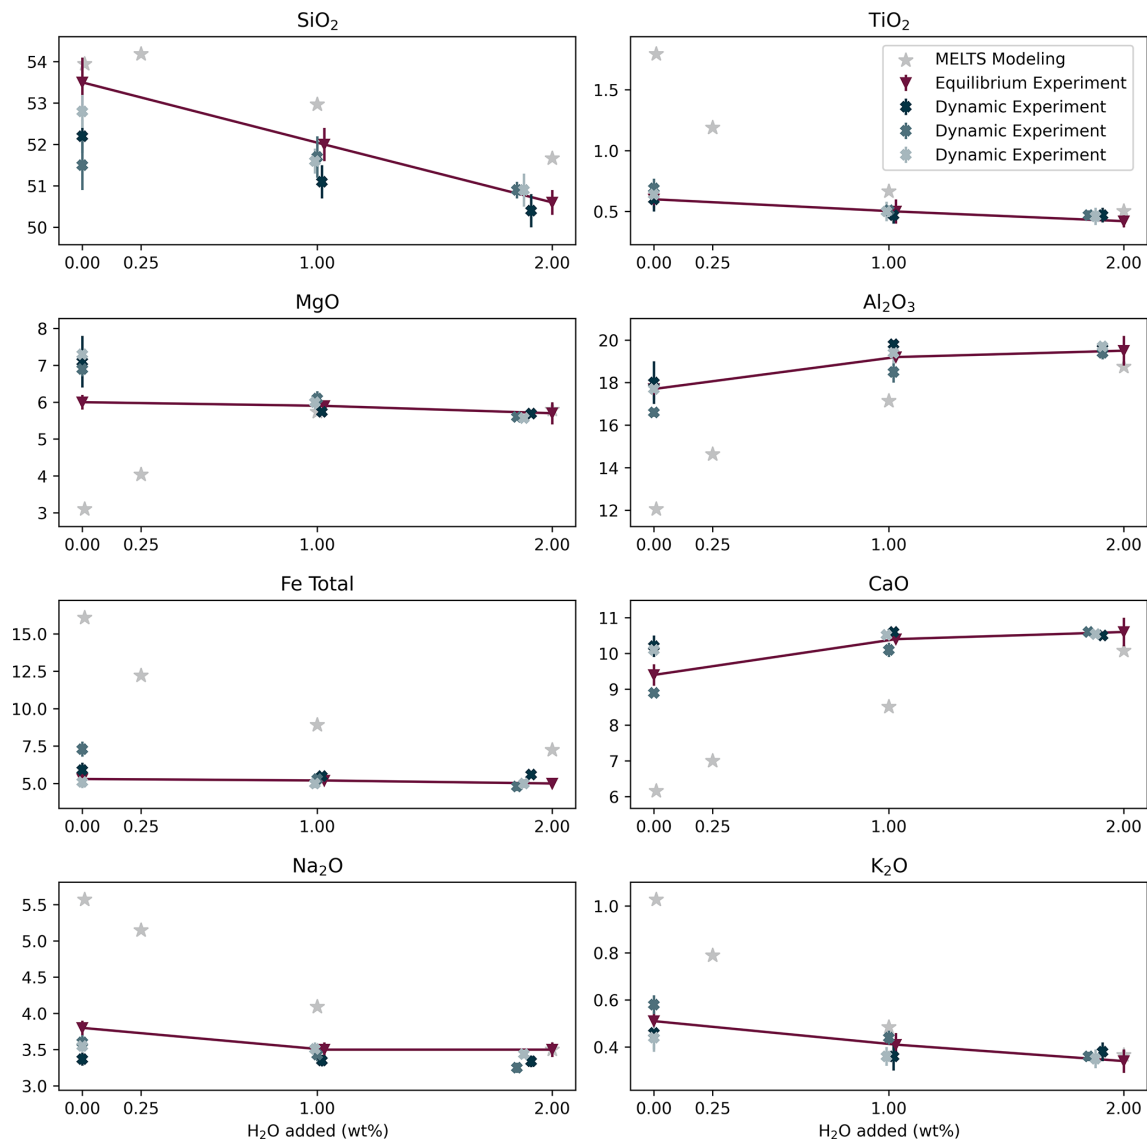 SiO₂
54
53
52
51
50
0.00 0.25 1.00 2.00
TiO₂
1.5
1.0
0.5
0.00 0.25 1.00 2.00
MELTS Modeling
Equilibrium Experiment
Dynamic Experiment
Dynamic Experiment
Dynamic Experiment
MgO
8
7
6
5
4
3
0.00 0.25 1.00 2.00
Al₂O₃
20
18
16
14
12
0.00 0.25 1.00 2.00
Fe Total
15.0
12.5
10.0
7.5
5.0
0.00 0.25 1.00 2.00
CaO
11
10
9
8
7
6
0.00 0.25 1.00 2.00
Na₂O
5.5
5.0
4.5
4.0
3.5
3.0
0.00 0.25 1.00 2.00
H₂O added (wt%)
K₂O
1.0
0.8
0.6
0.4
0.00 0.25 1.00 2.00
H₂O added (wt%)